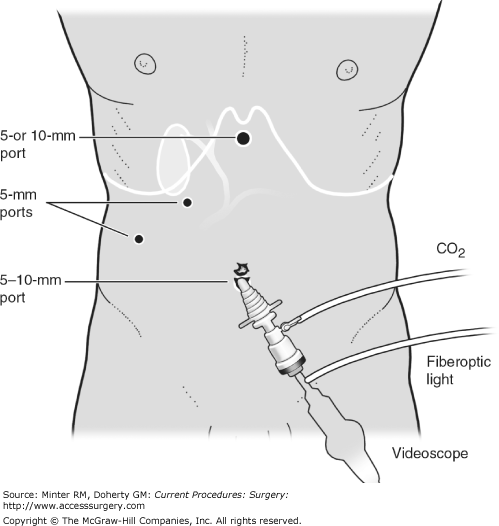 5-or 10-mm
port
5-mm
ports
5–10-mm
port
CO2
Fiberoptic
light
Videoscope
Source: Minter RM, Doherty GM: Current Procedures: Surgery:
http://www.accesssurgery.com
Copyright © The McGraw-Hill Companies, Inc. All rights reserved.